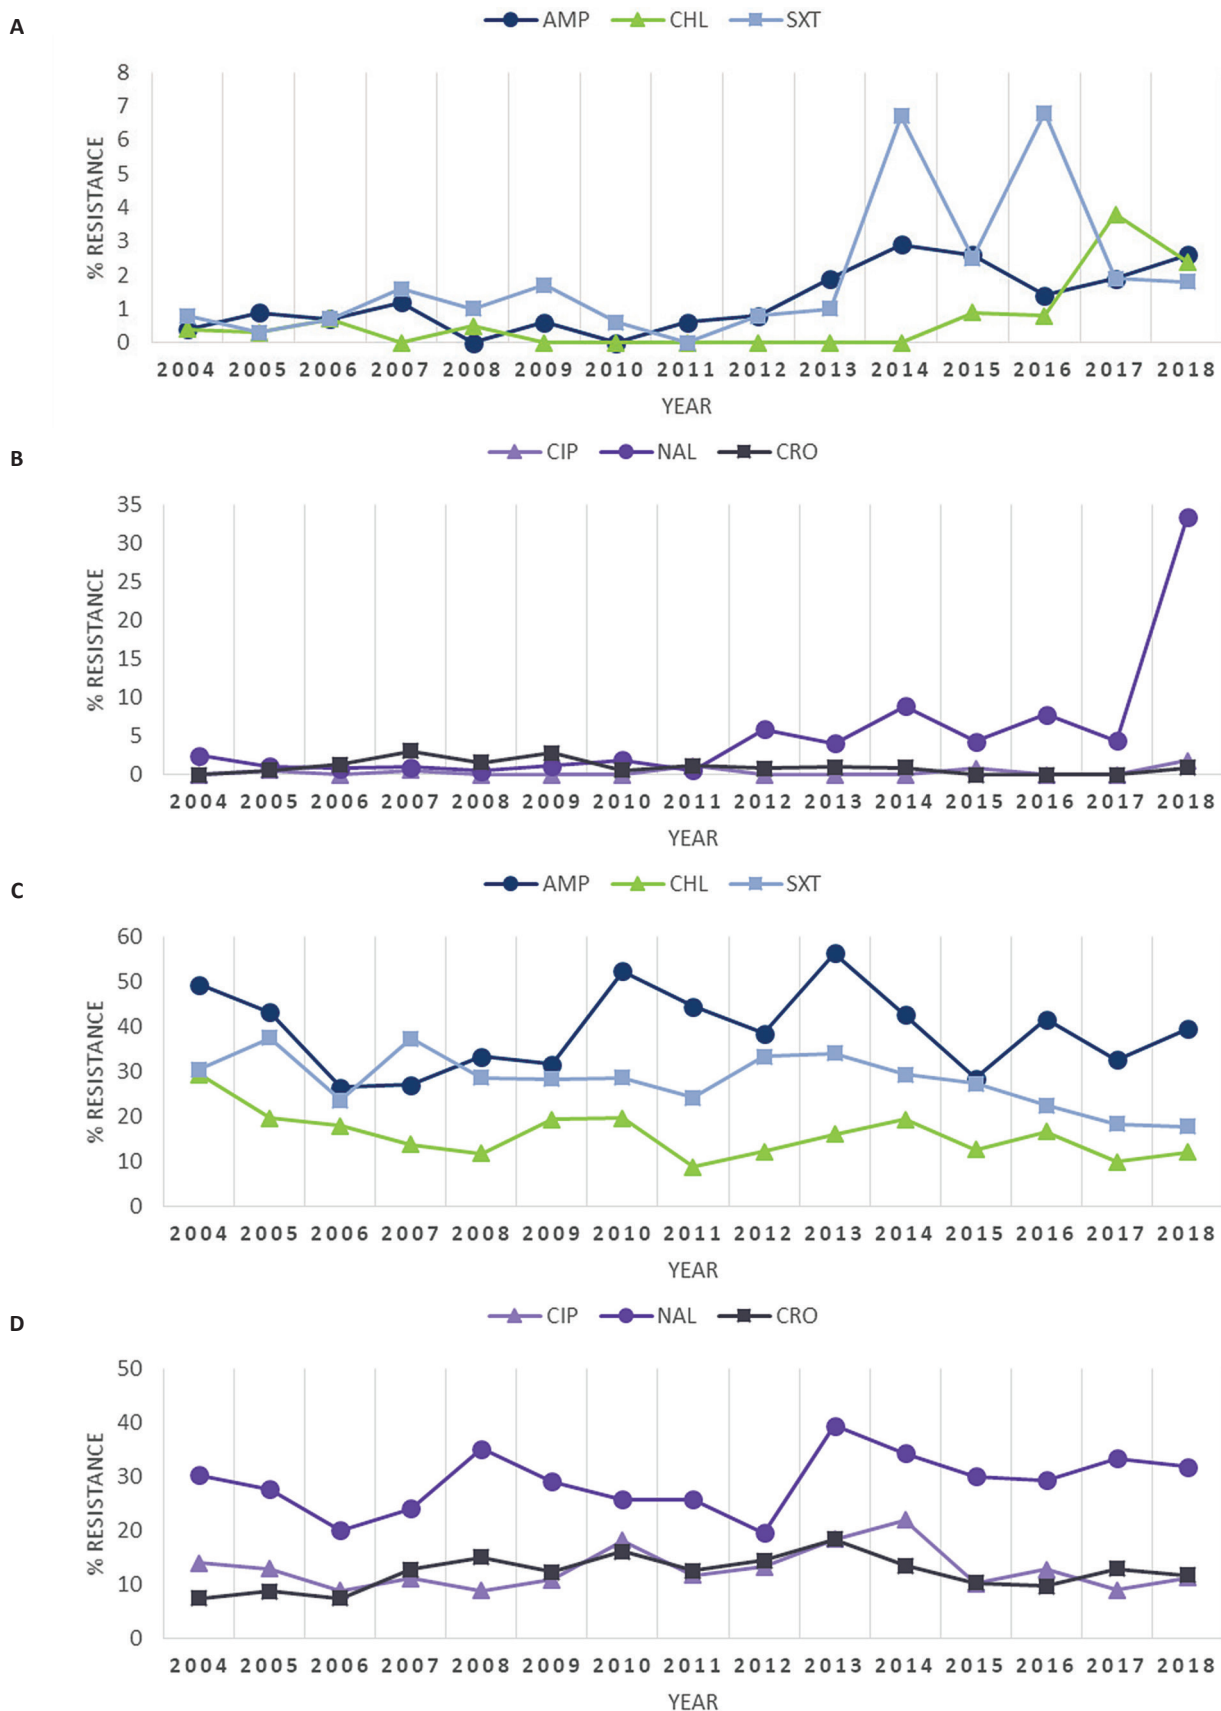 A
AMP CHL SXT
8
7
6
5
4
3
2
1
0
% RESISTANCE
2004 2005 2006 2007 2008 2009 2010 2011 2012 2013 2014 2015 2016 2017 2018
YEAR
B
CIP NAL CRO
35
30
25
20
15
10
5
0
% RESISTANCE
2004 2005 2006 2007 2008 2009 2010 2011 2012 2013 2014 2015 2016 2017 2018
YEAR
C
AMP CHL SXT
60
50
40
30
20
10
0
% RESISTANCE
2004 2005 2006 2007 2008 2009 2010 2011 2012 2013 2014 2015 2016 2017 2018
YEAR
D
CIP NAL CRO
50
40
30
20
10
0
% RESISTANCE
2004 2005 2006 2007 2008 2009 2010 2011 2012 2013 2014 2015 2016 2017 2018
YEAR